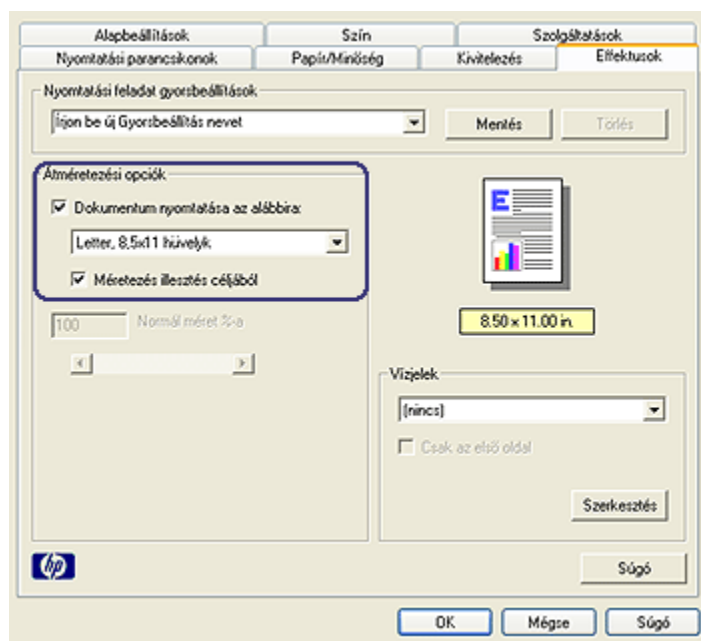 Alapbeállítások Szín Szolgáltatások
Nyomtatási parancsikonok Papír/Minőség Kivitelezés Effektusok
Nyomtatási feladat gyorsbeállítások
Írjon be új Gyorsbeállítás nevet Mentés Törlés
Átméretezési opciók
Dokumentum nyomtatása az alábbira:
Letter, 8,5x11 hüvelyk
Méretezés illesztés céljából
E
8.50 × 11.00 in.
100 Normál méret %-a
Vízjelek
(nincs)
Csak az első oldal
Szerkesztés
hp
Súgó
OK Mégse Súgó